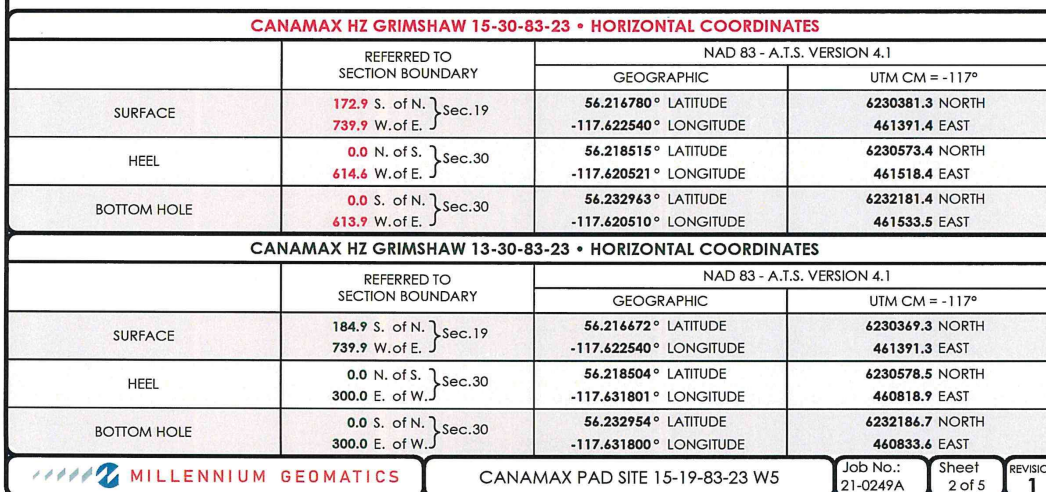 CANAMAX HZ GRIMSHAW 15-30-83-23 • HORIZONTAL COORDINATES
REFERRED TO SECTION BOUNDARY
NAD 83 - A.T.S. VERSION 4.1
GEOGRAPHIC
UTM CM = -117°
SURFACE
172.9 S. of N.
739.9 W.of E.
} Sec.19
56.216780° LATITUDE
-117.622540° LONGITUDE
6230381.3 NORTH
461391.4 EAST
HEEL
0.0 N. of S.
614.6 W.of E.
} Sec.30
56.218515° LATITUDE
-117.620521° LONGITUDE
6230573.4 NORTH
461518.4 EAST
BOTTOM HOLE
0.0 S. of N.
613.9 W.of E.
} Sec.30
56.232963° LATITUDE
-117.620510° LONGITUDE
6232181.4 NORTH
461533.5 EAST
CANAMAX HZ GRIMSHAW 13-30-83-23 • HORIZONTAL COORDINATES
REFERRED TO SECTION BOUNDARY
NAD 83 - A.T.S. VERSION 4.1
GEOGRAPHIC
UTM CM = -117°
SURFACE
184.9 S. of N.
739.9 W.of E.
} Sec.19
56.216672° LATITUDE
-117.622540° LONGITUDE
6230369.3 NORTH
461391.3 EAST
HEEL
0.0 N. of S.
300.0 E. of W.
} Sec.30
56.218504° LATITUDE
-117.631801° LONGITUDE
6230578.5 NORTH
460818.9 EAST
BOTTOM HOLE
0.0 S. of N.
300.0 E. of W.
} Sec.30
56.232954° LATITUDE
-117.631800° LONGITUDE
6232186.7 NORTH
460833.6 EAST
MILLENNIUM GEOMATICS
CANAMAX PAD SITE 15-19-83-23 W5
Job No.:
21-0249A
Sheet
2 of 5
REVISIO
1